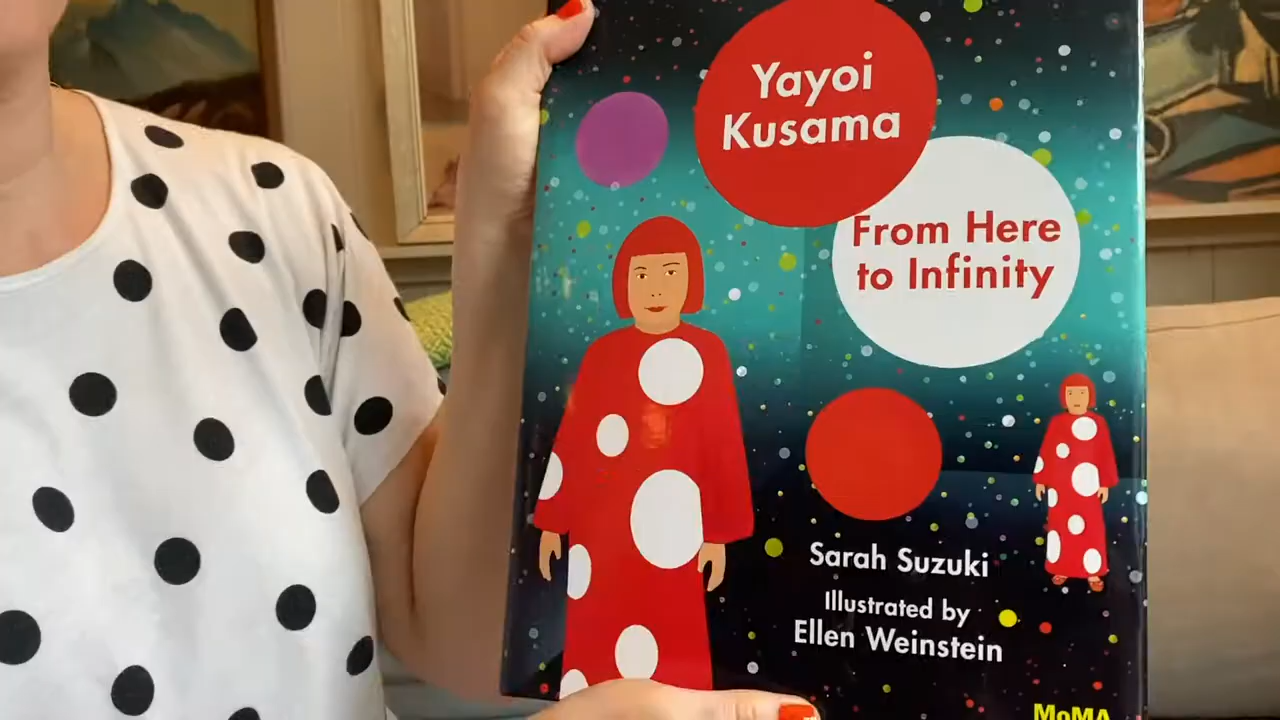 Yayoi
Kusama
From Here
to Infinity
Sarah Suzuki
Illustrated by
Ellen Weinstein
MoMA